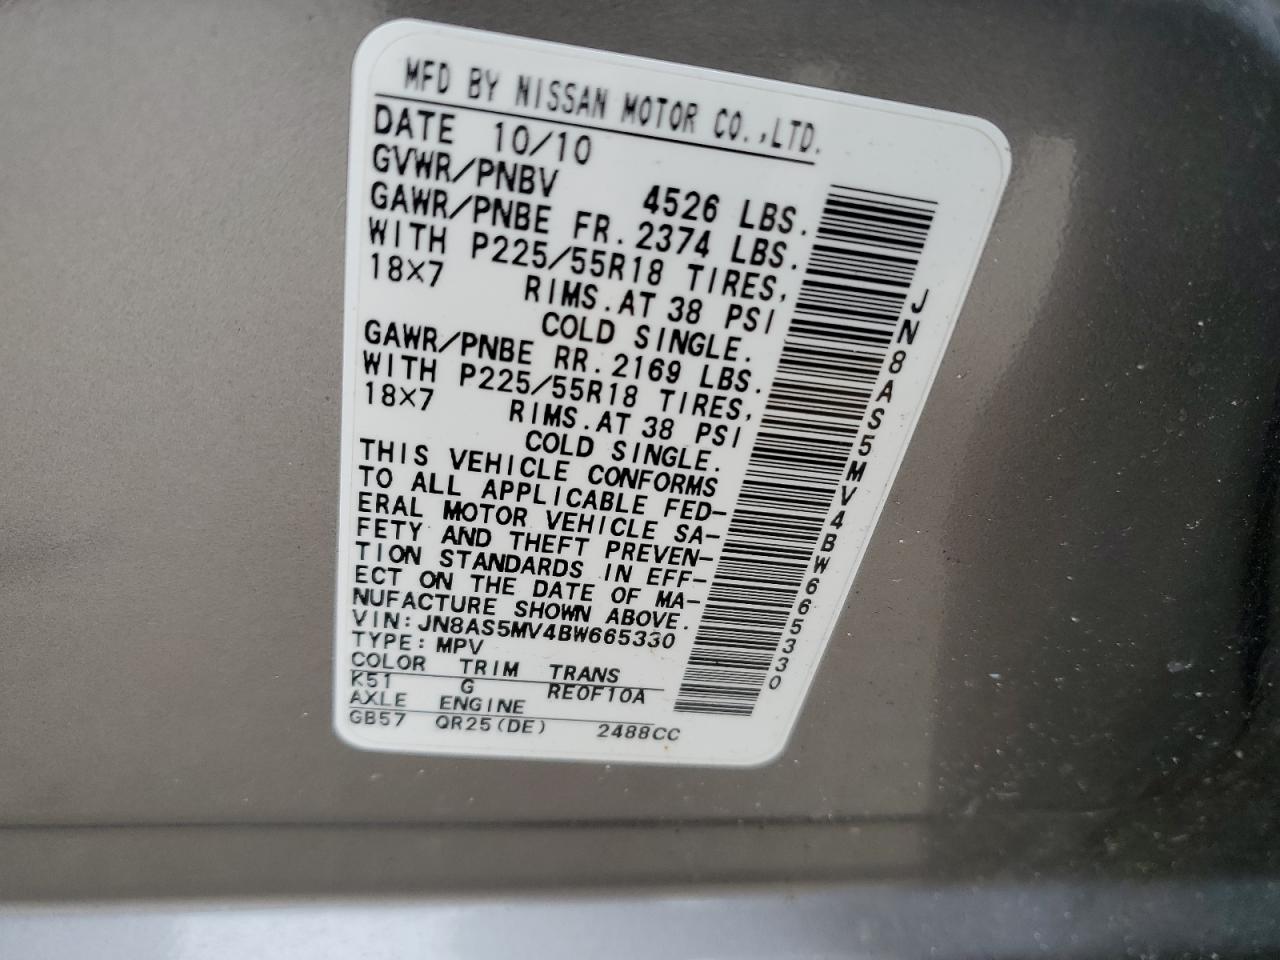 MFD BY NISSAN MOTOR CO.,LTD.
DATE 10/10
GVWR/PNBV 4526 LBS.
GAWR/PNBE FR. 2374 LBS.
WITH P225/55R18 TIRES,
18×7 RIMS. AT 38 PSI
COLD SINGLE.
GAWR/PNBE RR. 2169 LBS.
WITH P225/55R18 TIRES,
18×7 RIMS. AT 38 PSI
COLD SINGLE.
THIS VEHICLE CONFORMS
TO ALL APPLICABLE FED-
ERAL MOTOR VEHICLE SA-
FETY AND THEFT PREVEN-
TION STANDARDS IN EFF-
ECT ON THE DATE OF MA-
NUFACTURE SHOWN ABOVE.
VIN: JN8AS5MV4BW665330
TYPE: MPV
COLOR TRIM TRANS
K51 G RE0F10A
AXLE ENGINE
GB57 QR25(DE) 2488CC
JN8AS5MV4BW665330